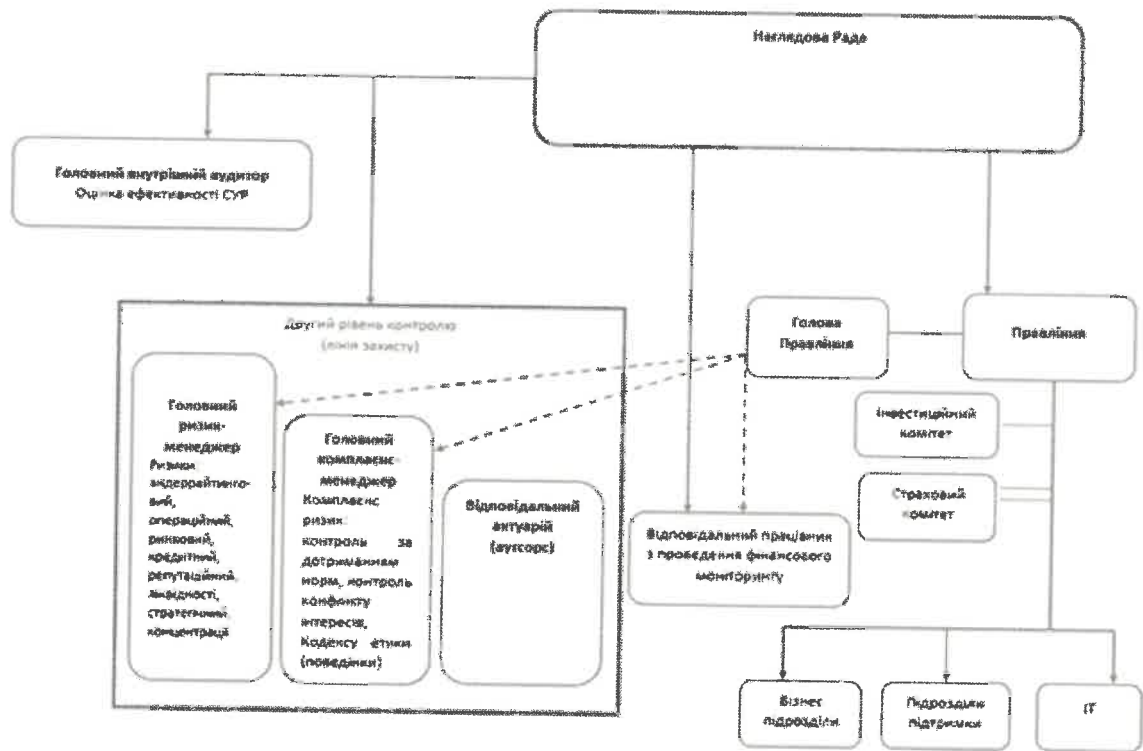 Наглядова Рада
Головний внутрішній аудитор
Оцінка ефективності СУР
Другий рівень контролю
(лінія захисту)
Головний
ризик-
менеджер
Ризики
андеррайтинго-
вий,
операційний,
ринковий,
кредитний,
репутаційний,
ліквідності,
стратегічний,
концентрації
Головний
комплаєнс-
менеджер
Комплаєнс
ризик
контроль за
дотриманням
норм, контроль
конфлікту
інтересів,
Кодексу етики
(поведінки)
Відповідальний
актуарій
(аутсорс)
Голова
Правління
Правління
Інвестиційний
комітет
Страховий
комітет
Відповідальний працівник
з проведення фінансового
моніторингу
Бізнес
підрозділи
Підрозділи
підтримки
ІТ